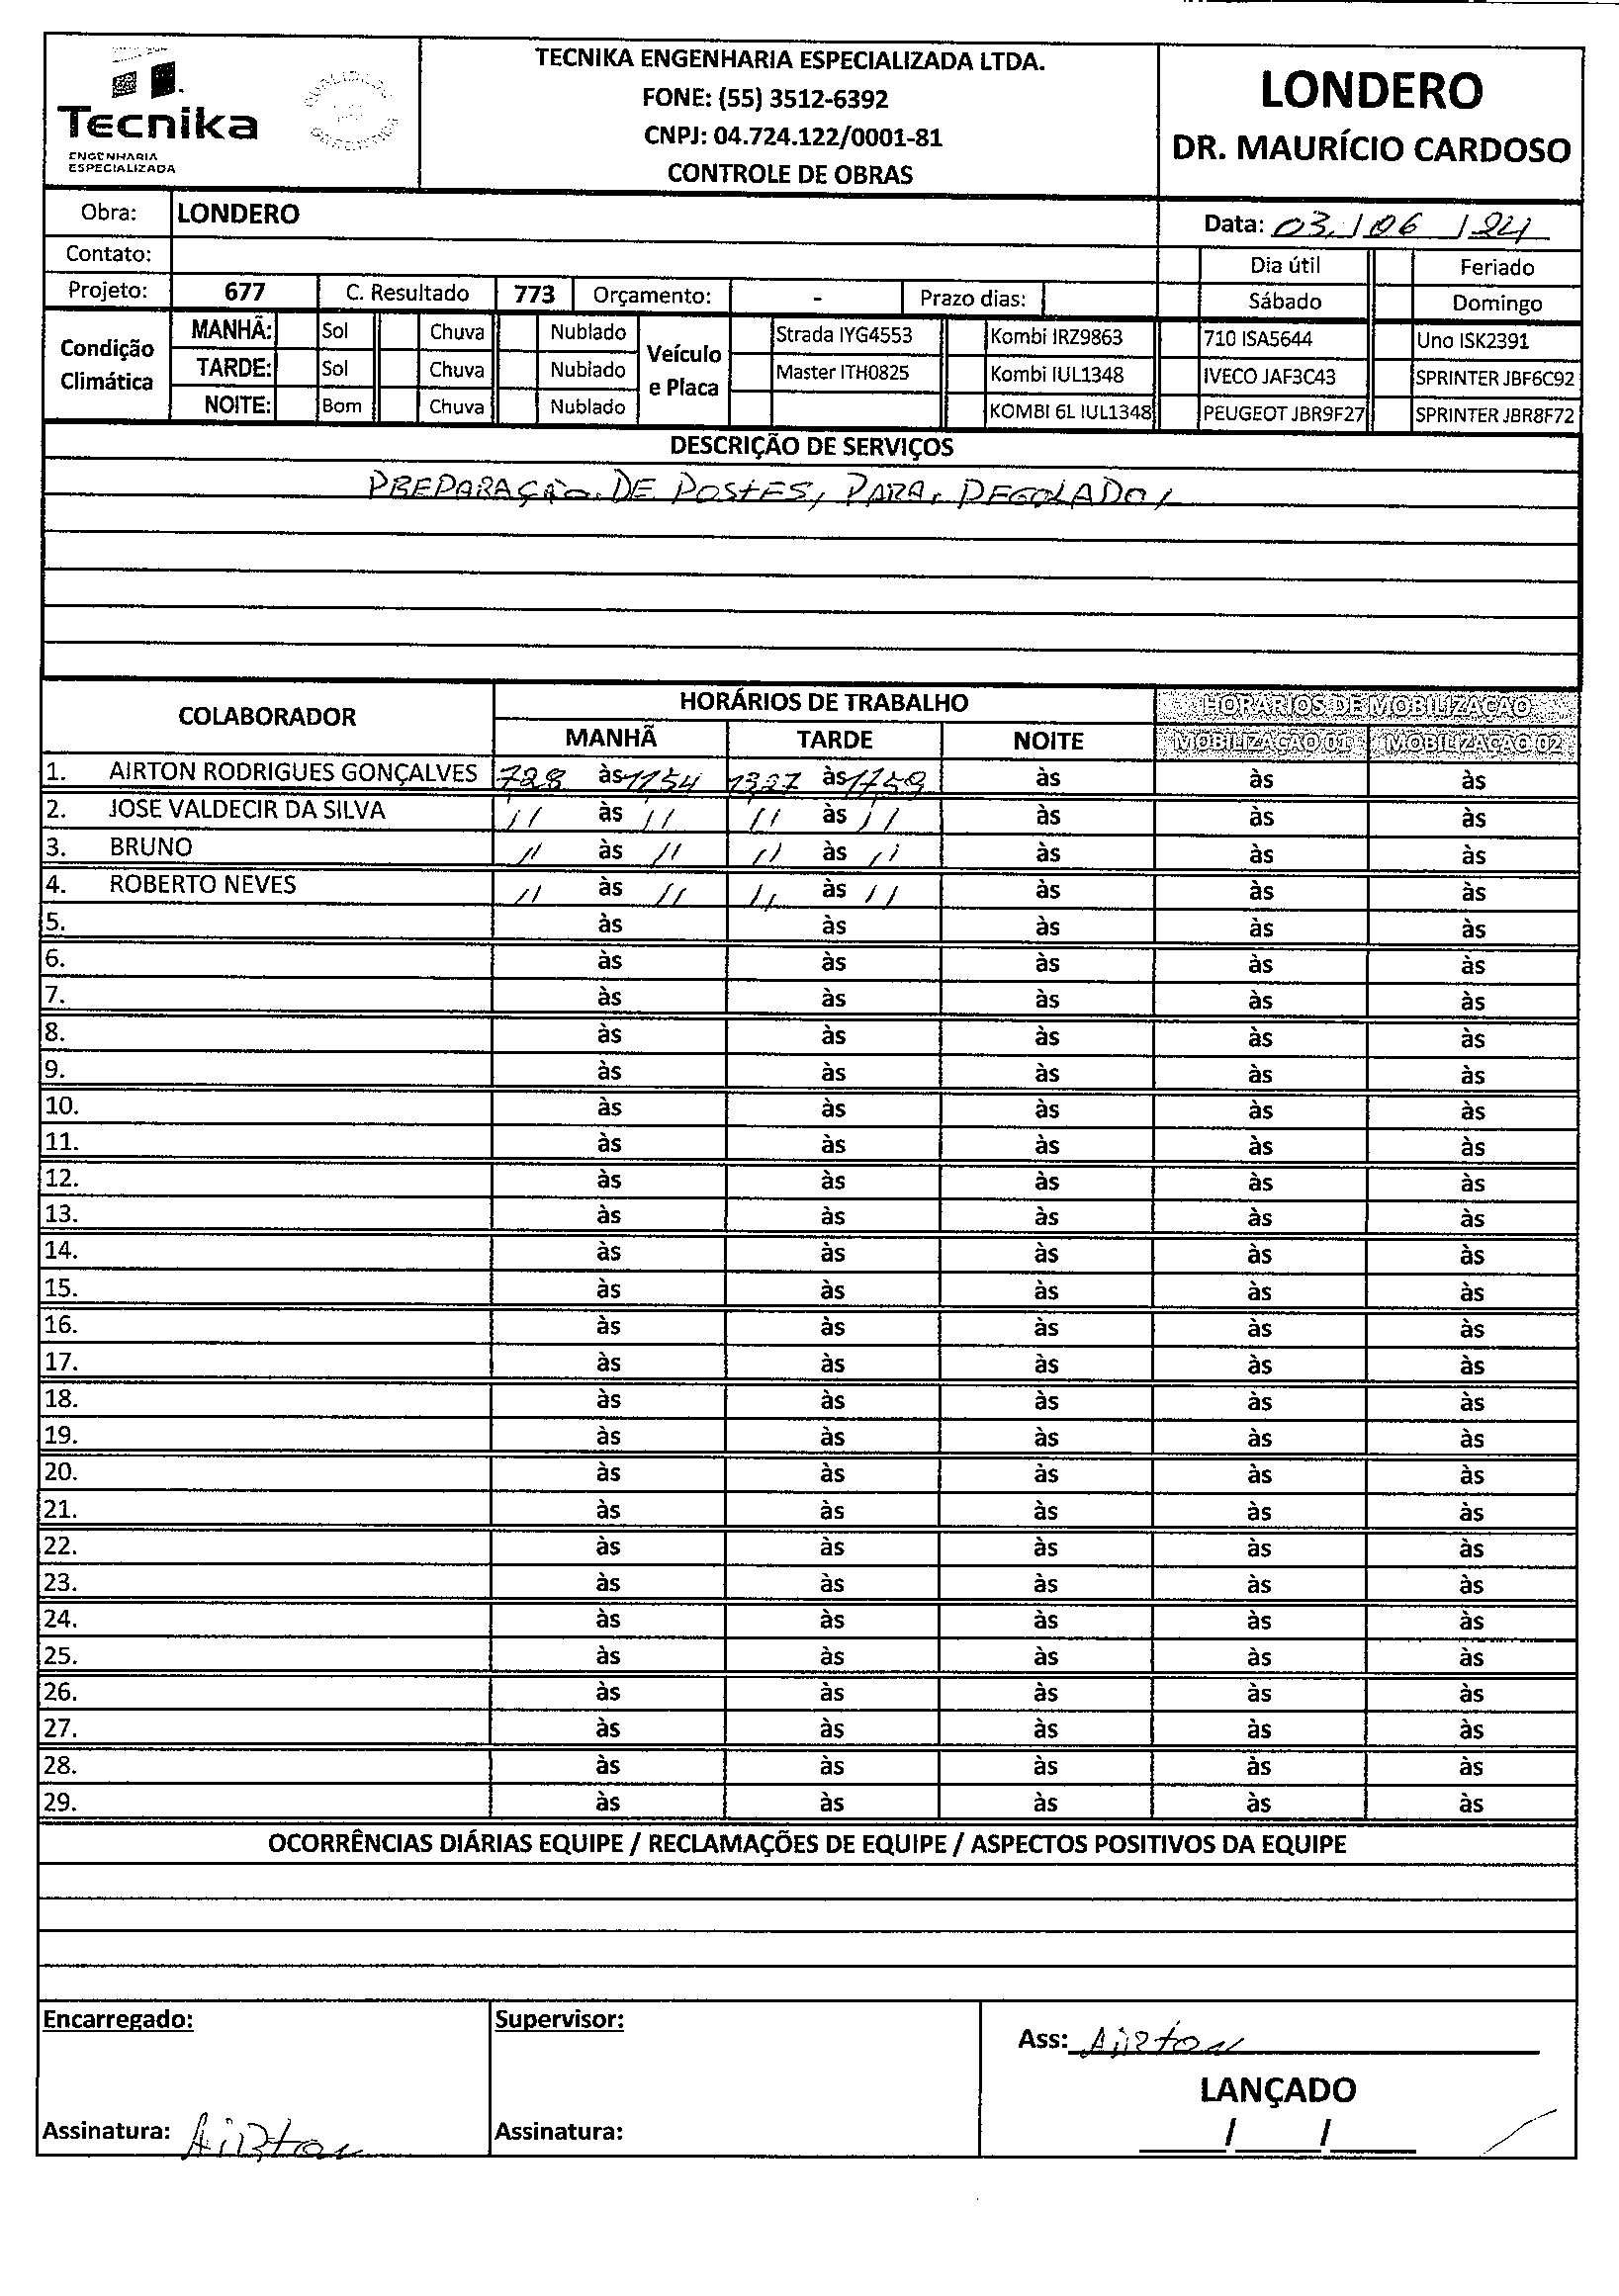 Tecnika
ENGENHARIA
ESPECIALIZADA
TECNIKA ENGENHARIA ESPECIALIZADA LTDA.
FONE: (55) 3512-6392
CNPJ: 04.724.122/0001-81
CONTROLE DE OBRAS
LONDERO
DR. MAURÍCIO CARDOSO
Obra: LONDERO
Data: 03/06/24
Contato:
Dia útil Feriado
Projeto: 677 C. Resultado 773 Orçamento: - Prazo dias:
Sábado Domingo
Condição Climática
MANHÃ: Sol Chuva Nublado
TARDE: Sol Chuva Nublado
NOITE: Bom Chuva Nublado
Veículo e Placa
Strada IYG4553 Kombi IRZ9863 710 ISA5644 Uno ISK2391
Master ITH0825 Kombi IUL1348 IVECO JAF3C43 SPRINTER JBF6C92
KOMBI 6L IUL1348 PEUGEOT JBR9F27 SPRINTER JBR8F72
DESCRIÇÃO DE SERVIÇOS
PREPARAÇÃO. DE POSTES, PARA, PEGOLADO,
COLABORADOR HORÁRIOS DE TRABALHO HORÁRIOS DE MOBILIZAÇÃO
MANHÃ TARDE NOITE MOBILIZAÇÃO 01 MOBILIZAÇÃO 02
1. AIRTON RODRIGUES GONÇALVES 728 às 1154 1327 às 1759 às às às
2. JOSE VALDECIR DA SILVA // às // // às // às às às
3. BRUNO // às // // às // às às às
4. ROBERTO NEVES // às // // às // às às às
5. às às às às às
6. às às às às às
7. às às às às às
8. às às às às às
9. às às às às às
10. às às às às às
11. às às às às às
12. às às às às às
13. às às às às às
14. às às às às às
15. às às às às às
16. às às às às às
17. às às às às às
18. às às às às às
19. às às às às às
20. às às às às às
21. às às às às às
22. às às às às às
23. às às às às às
24. às às às às às
25. às às às às às
26. às às às às às
27. às às às às às
28. às às às às às
29. às às às às às
OCORRÊNCIAS DIÁRIAS EQUIPE / RECLAMAÇÕES DE EQUIPE / ASPECTOS POSITIVOS DA EQUIPE
Encarregado:
Assinatura: Airton
Supervisor:
Assinatura:
Ass: Airton
LANÇADO
___/___/___